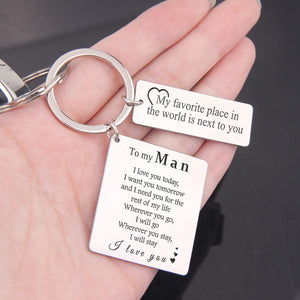 My favorite place in
the world is next to you
To my Man
I love you today,
I want you tomorrow
and I need you for the
rest of my life
Wherever you go,
I will go
Wherever you stay,
I will stay
I love you